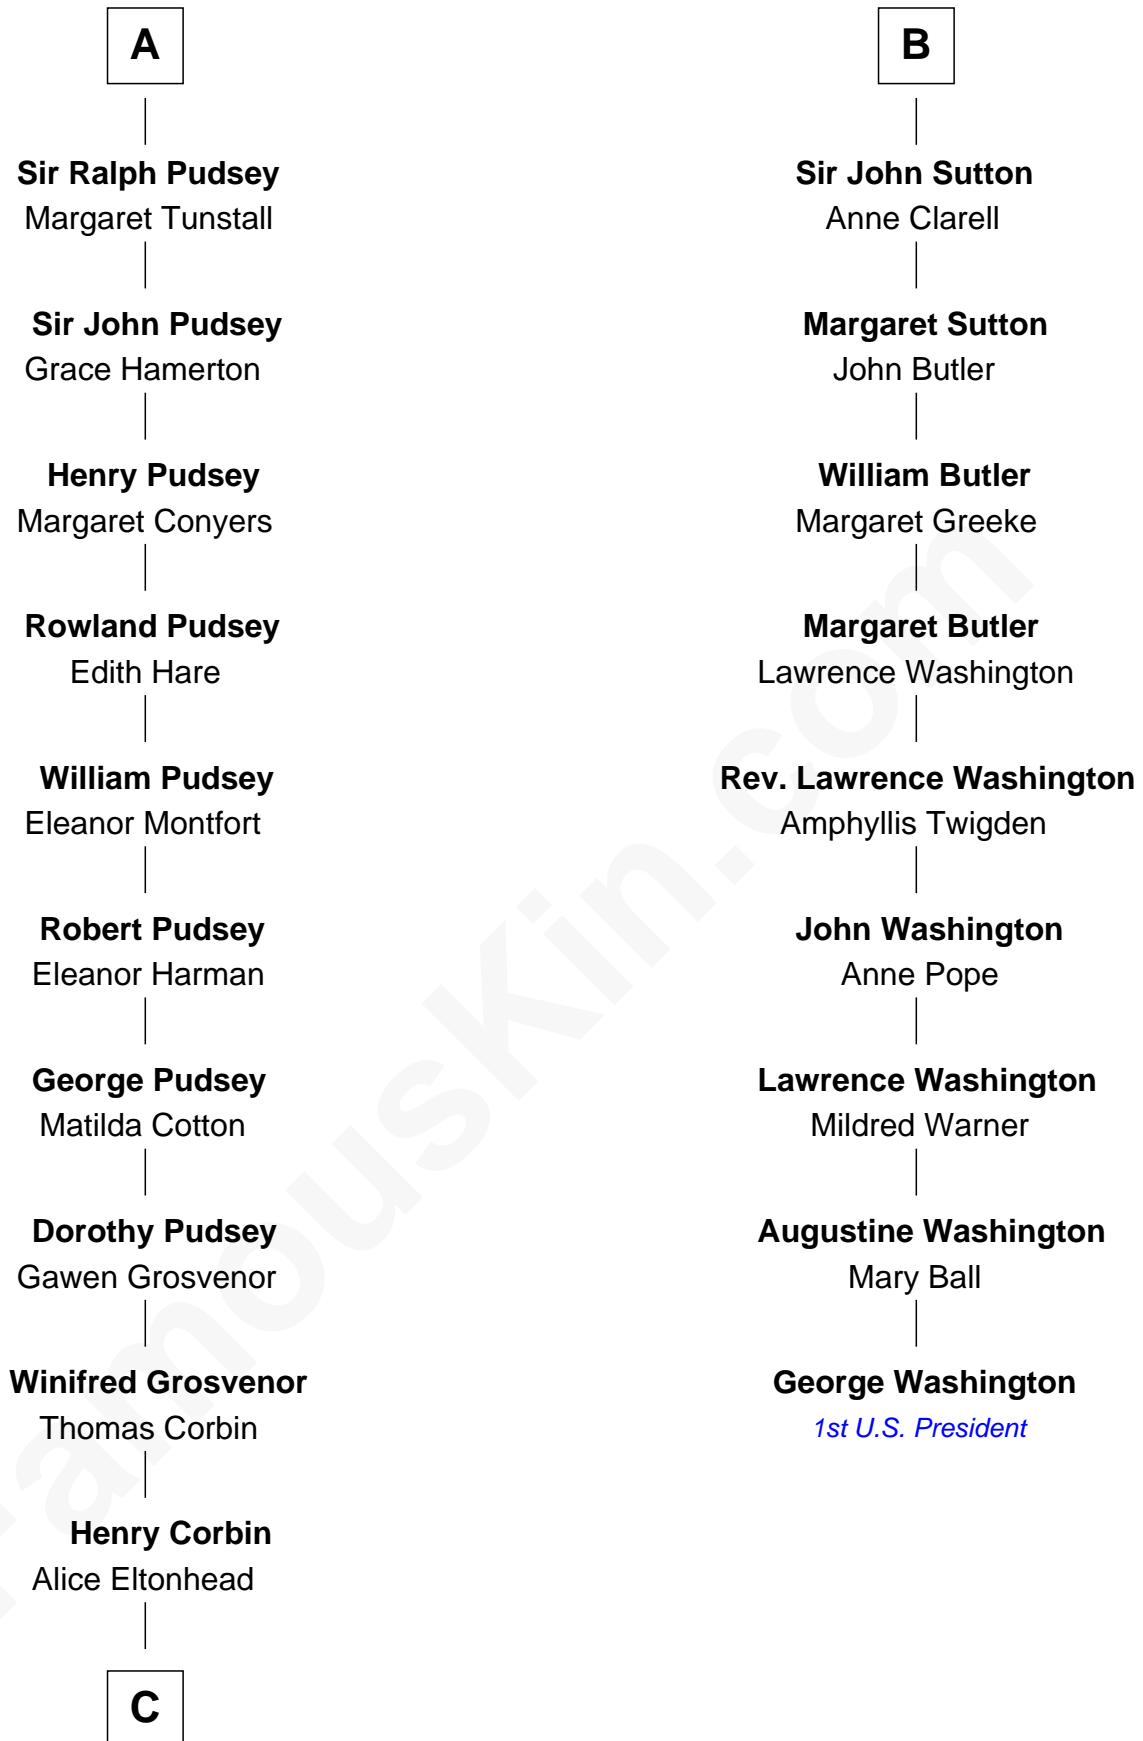 A
Sir Ralph Pudsey
Margaret Tunstall
Sir John Pudsey
Grace Hamerton
Henry Pudsey
Margaret Conyers
Rowland Pudsey
Edith Hare
William Pudsey
Eleanor Montfort
Robert Pudsey
Eleanor Harman
George Pudsey
Matilda Cotton
Dorothy Pudsey
Gawen Grosvenor
Winifred Grosvenor
Thomas Corbin
Henry Corbin
Alice Eltonhead
C
B
Sir John Sutton
Anne Clarell
Margaret Sutton
John Butler
William Butler
Margaret Greeke
Margaret Butler
Lawrence Washington
Rev. Lawrence Washington
Amphyllis Twigden
John Washington
Anne Pope
Lawrence Washington
Mildred Warner
Augustine Washington
Mary Ball
George Washington
1st U.S. President
FamousKin.com